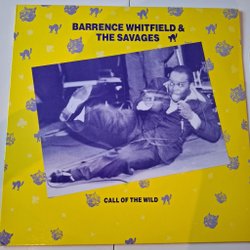 BARRENCE WHITFIELD &
THE SAVAGES
CALL OF THE WILD